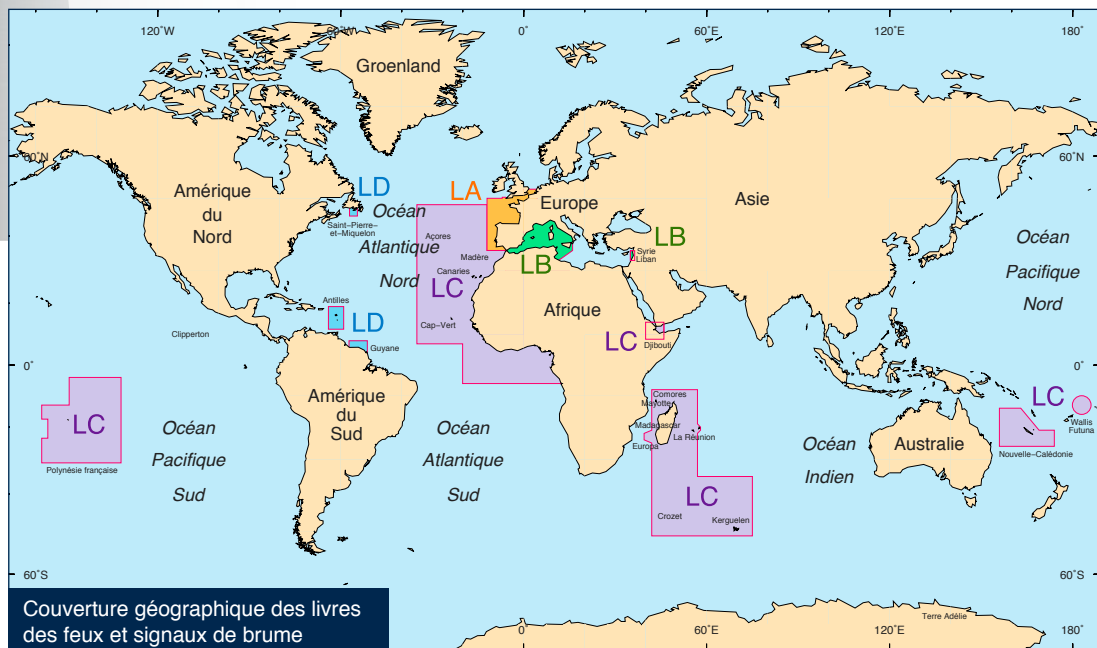 120°W
60°W
0°
60°E
120°E
180°
Groenland
60°N
60°N
Amérique
du
Nord
LD
Saint-Pierre-
et-Miquelon
LA
Europe
Asie
Océan
Atlantique
Nord
Açores
Madère
Canaries
LC
Cap-Vert
LB
LB
Syrie
Liban
Océan
Pacifique
Nord
Antilles
LD
Guyane
Clipperton
Afrique
LC
Djibouti
0°
0°
Amérique
du
Sud
LC
Polynésie française
Océan
Pacifique
Sud
Océan
Atlantique
Sud
Comores
Mayotte
Madagascar
La Réunion
Europa
LC
Crozet
Kerguelen
Océan
Indien
Australie
LC
Wallis
Futuna
Nouvelle-Calédonie
60°S
60°S
Couverture géographique des livres
des feux et signaux de brume
Terre Adélie
0°
60°E
120°E
180°